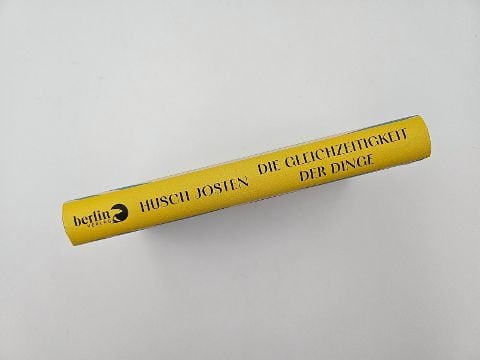 berlin
VERLAG
HUSCH JOSTEN
DIE GLEICHZEITIGKEIT
DER DINGE